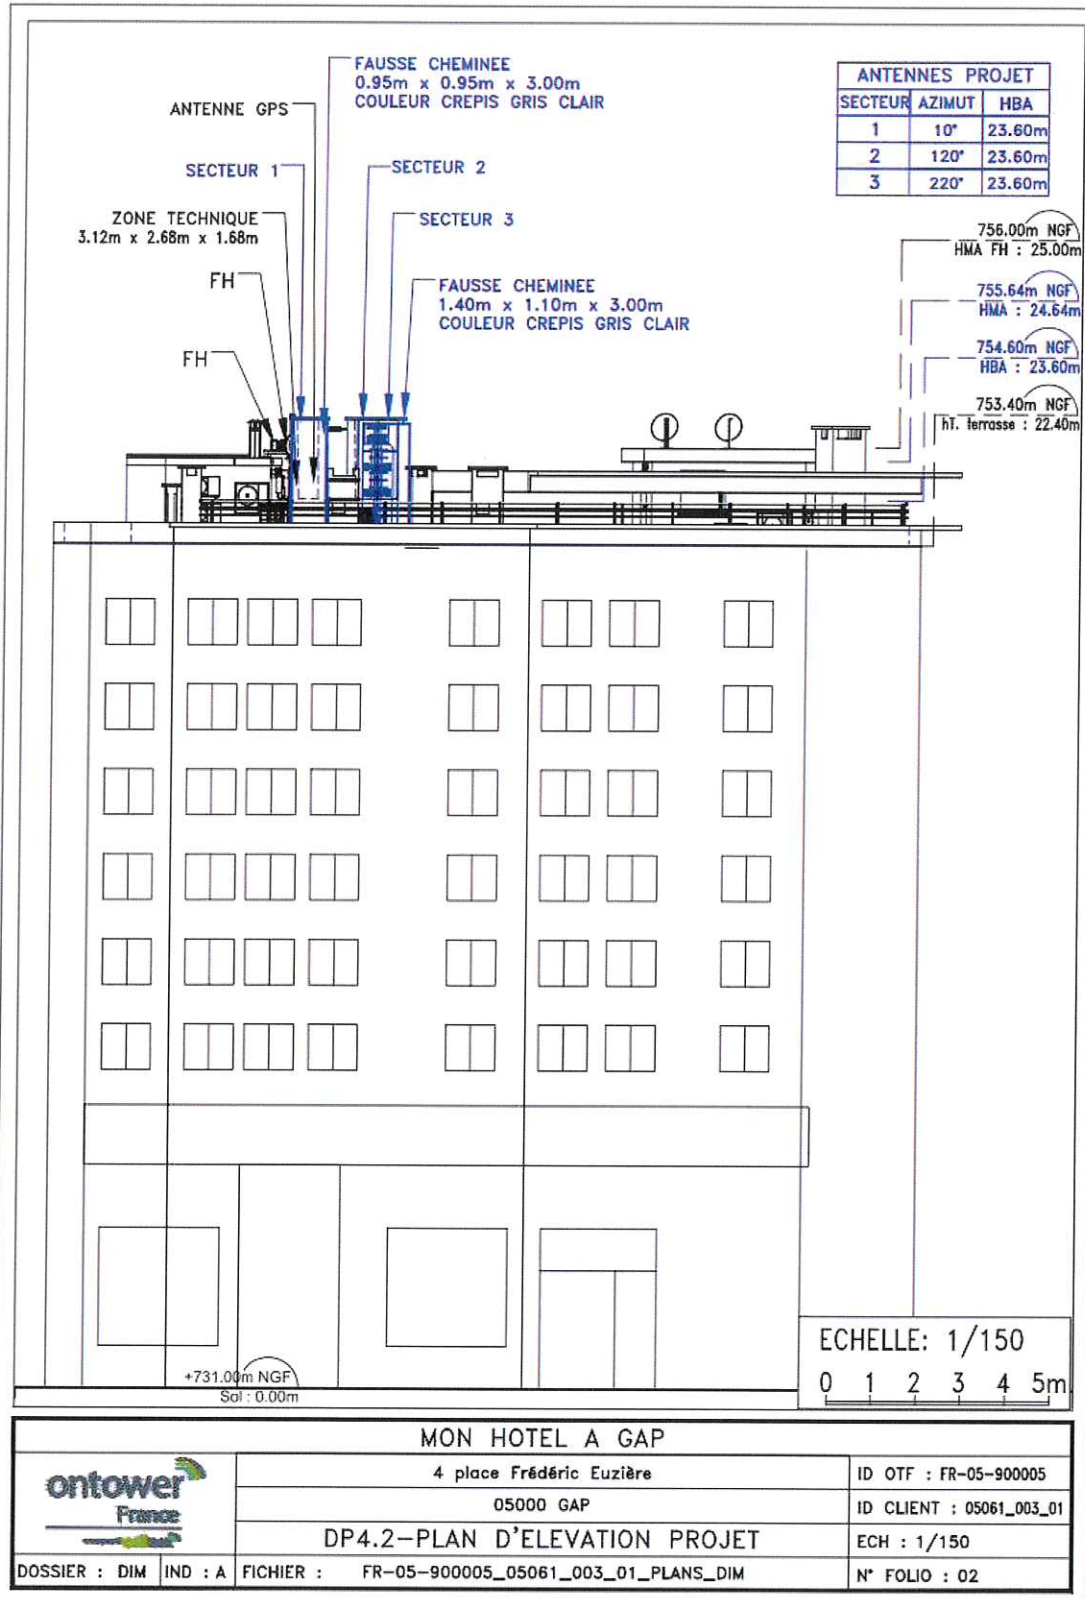 FAUSSE CHEMINEE
0.95m x 0.95m x 3.00m
COULEUR CREPIS GRIS CLAIR
ANTENNE GPS
SECTEUR 1
SECTEUR 2
ZONE TECHNIQUE
3.12m x 2.68m x 1.68m
SECTEUR 3
FH
FAUSSE CHEMINEE
1.40m x 1.10m x 3.00m
COULEUR CREPIS GRIS CLAIR
FH
ANTENNES PROJET
SECTEUR AZIMUT HBA
1 10° 23.60m
2 120° 23.60m
3 220° 23.60m
756.00m NGF
HMA FH : 25.00m
755.64m NGF
HMA : 24.64m
754.60m NGF
HBA : 23.60m
753.40m NGF
hT. terrasse : 22.40m
+731.00m NGF
Sol : 0.00m
ECHELLE: 1/150
0 1 2 3 4 5m
MON HOTEL A GAP
ontower
France
4 place Frédéric Euzière
05000 GAP
DP4.2-PLAN D'ELEVATION PROJET
ID OTF : FR-05-900005
ID CLIENT : 05061_003_01
ECH : 1/150
DOSSIER : DIM IND : A FICHIER : FR-05-900005_05061_003_01_PLANS_DIM N° FOLIO : 02